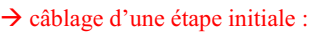 → câblage d’une étape initiale :